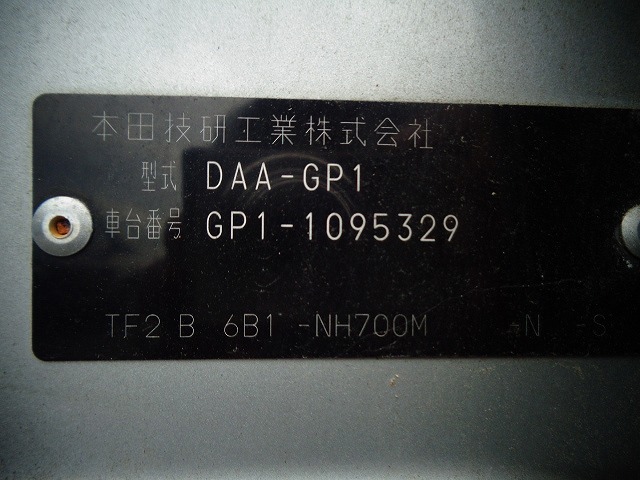 本田技研工業株式会社
型式 DAA-GP1
車台番号 GP1-1095329
TF2 B 6B1 -NH700M -N -S